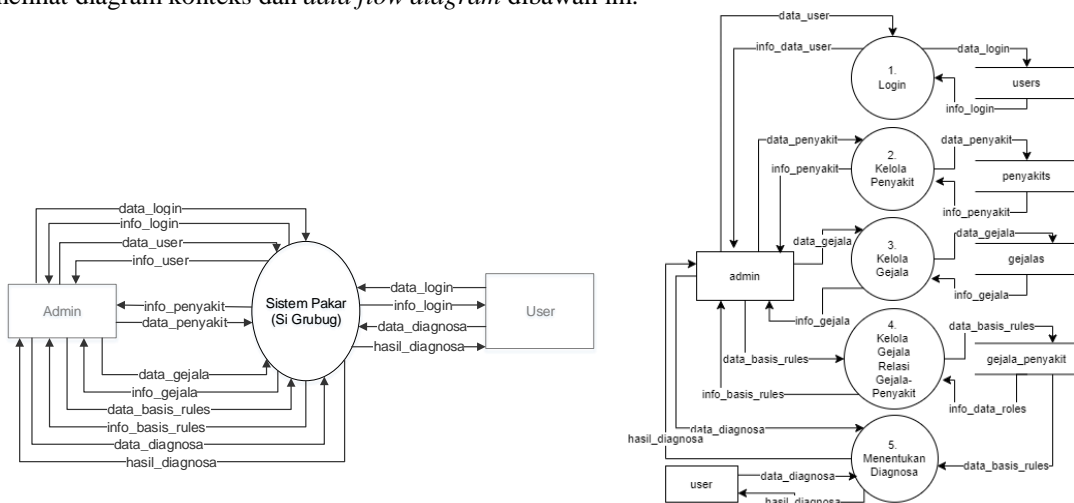 melihat diagram konteks dan data flow diagram dibawah ini.
data_login
info_login
data_user
info_user
Admin
info_penyakit
data_penyakit
data_gejala
info_gejala
data_basis_rules
info_basis_rules
data_diagnosa
hasil_diagnosa
Sistem Pakar
(Si Grubug)
data_login
info_login
data_diagnosa
hasil_diagnosa
User
data_user
info_data_user
1.
Login
data_login
users
info_login
data_penyakit
info_penyakit
2.
Kelola
Penyakit
data_penyakit
penyakits
info_penyakit
admin
data_gejala
info_gejala
3.
Kelola
Gejala
data_gejala
gejalas
info_gejala
data_basis_rules
info_basis_rules
4.
Kelola
Gejala
Relasi
Gejala-
Penyakit
data_basis_rules
gejala_penyakit
info_data_roles
data_diagnosa
hasil_diagnosa
5.
Menentukan
Diagnosa
data_basis_rules
user
data_diagnosa
hasil_diagnosa